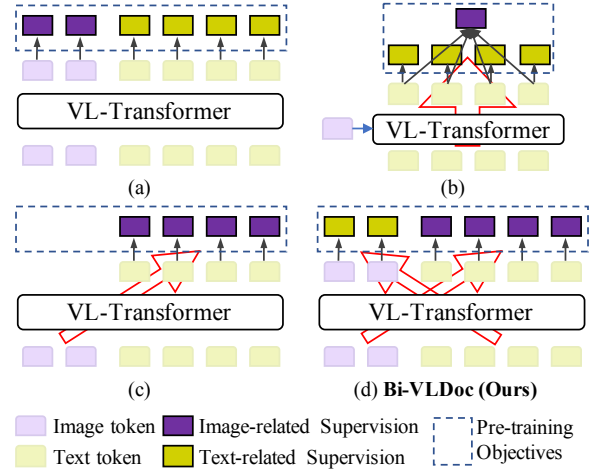 VL-Transformer
(a)
VL-Transformer
(b)
VL-Transformer
(c)
VL-Transformer
(d) Bi-VLDoc (Ours)
Image token
Image-related Supervision
Pre-training
Objectives
Text token
Text-related Supervision